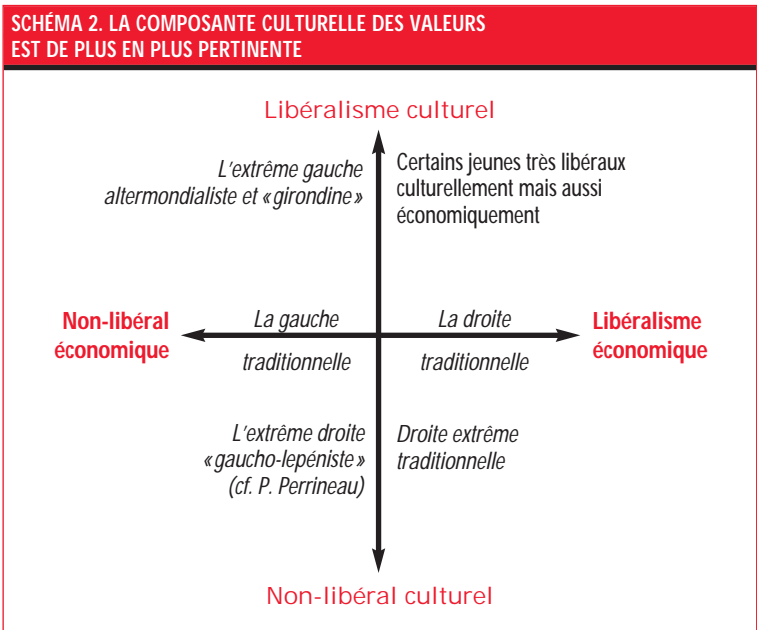 SCHÉMA 2. LA COMPOSANTE CULTURELLE DES VALEURS
EST DE PLUS EN PLUS PERTINENTE
Libéralisme culturel
L'extrême gauche
altermondialiste et «girondine»
Certains jeunes très libéraux
culturellement mais aussi
économiquement
Non-libéral
économique
La gauche
traditionnelle
La droite
traditionnelle
Libéralisme
économique
L'extrême droite
«gaucho-lepéniste»
(cf. P. Perrineau)
Droite extrême
traditionnelle
Non-libéral culturel